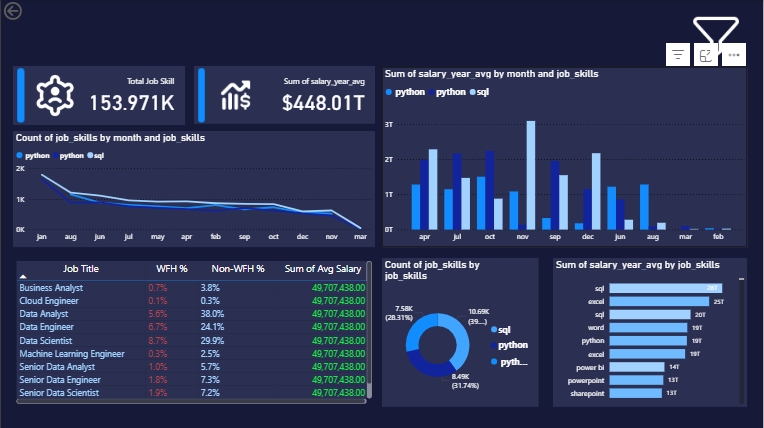 Total Job Skill
153.971K
Sum of salary_year_avg
$448.01T
Sum of salary_year_avg by month and job_skills
python python sql
3T
2T
1T
0T
apr jul oct nov sep dec jun aug mar feb
Count of job_skills by month and job_skills
python python sql
2K
1K
0K
jan aug jun jul may apr sep oct dec nov mar
Job Title WFH % Non-WFH % Sum of Avg Salary
Business Analyst 0.7% 3.8% 49,707,438.00
Cloud Engineer 0.1% 0.3% 49,707,438.00
Data Analyst 5.6% 38.0% 49,707,438.00
Data Engineer 6.7% 24.1% 49,707,438.00
Data Scientist 8.7% 29.9% 49,707,438.00
Machine Learning Engineer 0.3% 2.5% 49,707,438.00
Senior Data Analyst 1.0% 5.7% 49,707,438.00
Senior Data Engineer 1.8% 7.3% 49,707,438.00
Senior Data Scientist 1.9% 7.2% 49,707,438.00
Count of job_skills by
job_skills
7.58K
(28.31%)
10.69K
(39....)
8.49K
(31.74%)
sql
python
pyth...
Sum of salary_year_avg by job_skills
sql
excel 25T
sql 20T
word 19T
python 19T
excel 19T
power bi 14T
powerpoint 13T
sharepoint 13T